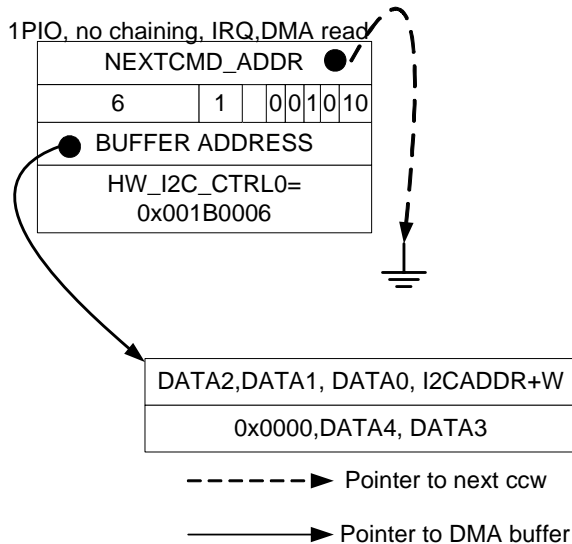 1PIO, no chaining, IRQ,DMA read
NEXTCMD_ADDR
6 1 0 0 1 0 10
BUFFER ADDRESS
HW_I2C_CTRL0=
0x001B0006
DATA2,DATA1, DATA0, I2CADDR+W
0x0000,DATA4, DATA3
Pointer to next ccw
Pointer to DMA buffer